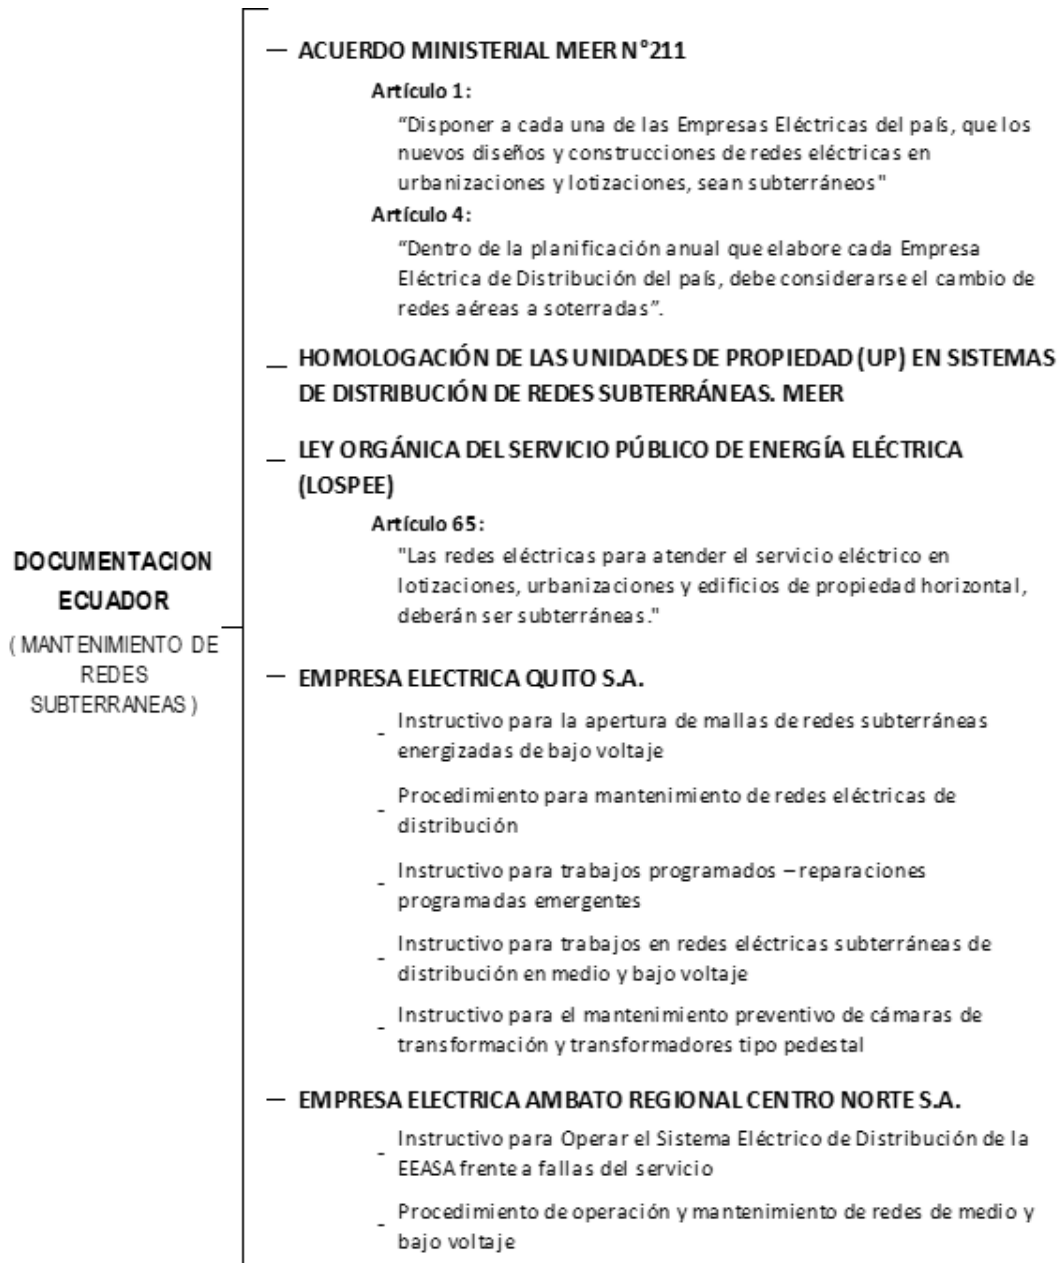 ACUERDO MINISTERIAL MEER N°211
Artículo 1:
“Disponer a cada una de las Empresas Eléctricas del país, que los
nuevos diseños y construcciones de redes eléctricas en
urbanizaciones y lotizaciones, sean subterráneos"
Artículo 4:
“Dentro de la planificación anual que elabore cada Empresa
Eléctrica de Distribución del país, debe considerarse el cambio de
redes aéreas a soterradas”.
HOMOLOGACIÓN DE LAS UNIDADES DE PROPIEDAD (UP) EN SISTEMAS
DE DISTRIBUCIÓN DE REDES SUBTERRÁNEAS. MEER
LEY ORGÁNICA DEL SERVICIO PÚBLICO DE ENERGÍA ELÉCTRICA
(LOSPEE)
Artículo 65:
"Las redes eléctricas para atender el servicio eléctrico en
lotizaciones, urbanizaciones y edificios de propiedad horizontal,
deberán ser subterráneas."
DOCUMENTACION
ECUADOR
( MANTENIMIENTO DE
REDES
SUBTERRANEAS )
EMPRESA ELECTRICA QUITO S.A.
- Instructivo para la apertura de mallas de redes subterráneas
energizadas de bajo voltaje
- Procedimiento para mantenimiento de redes eléctricas de
distribución
- Instructivo para trabajos programados – reparaciones
programadas emergentes
- Instructivo para trabajos en redes eléctricas subterráneas de
distribución en medio y bajo voltaje
- Instructivo para el mantenimiento preventivo de cámaras de
transformación y transformadores tipo pedestal
EMPRESA ELECTRICA AMBATO REGIONAL CENTRO NORTE S.A.
- Instructivo para Operar el Sistema Eléctrico de Distribución de la
EEASA frente a fallas del servicio
- Procedimiento de operación y mantenimiento de redes de medio y
bajo voltaje